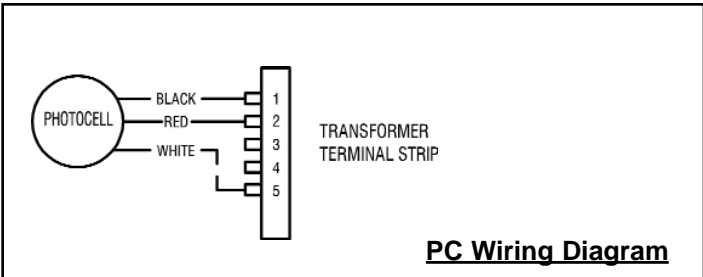 PHOTOCELL
BLACK
RED
WHITE
1
2
3
4
5
TRANSFORMER
TERMINAL STRIP
PC Wiring Diagram